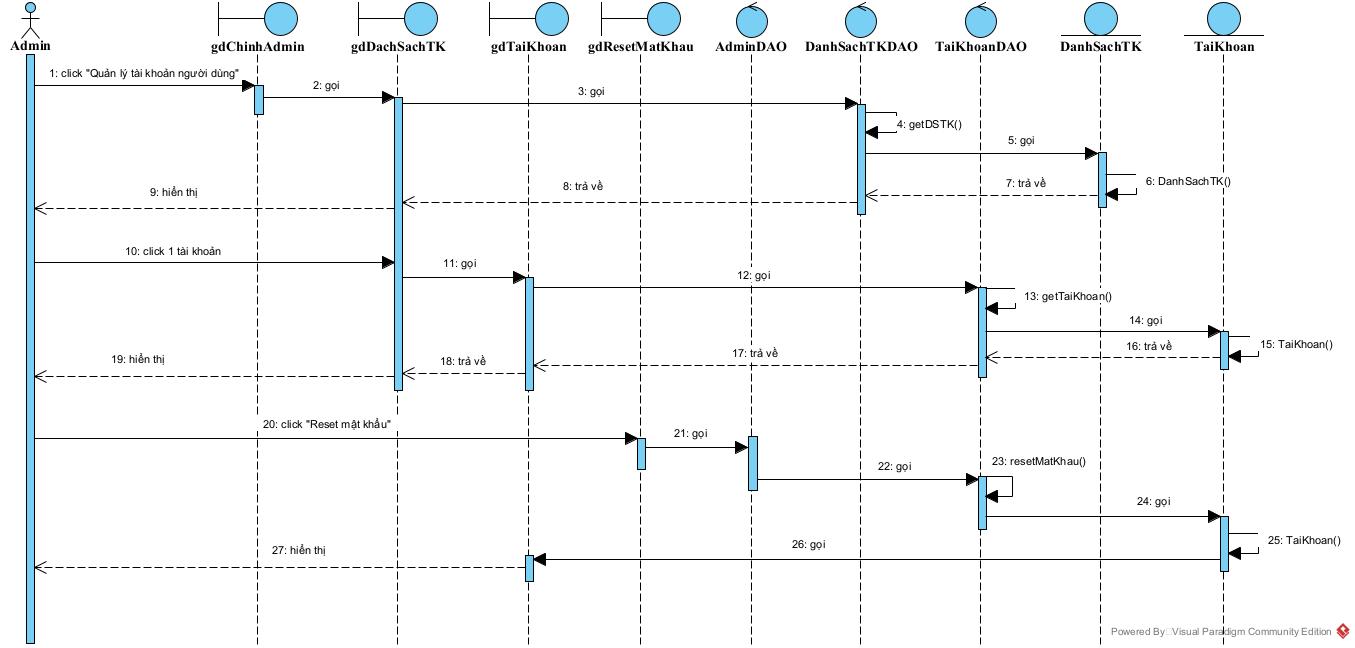 Admin
gdChinhAdmin
gdDachSachTK
gdTaiKhoan
gdResetMatKhau
AdminDAO
DanhSachTKDAO
TaiKhoanDAO
DanhSachTK
TaiKhoan
1: click "Quản lý tài khoản người dùng"
2: gọi
3: gọi
4: getDSTK()
5: gọi
6: DanhSachTK()
7: trả về
8: trả về
9: hiển thị
10: click 1 tài khoản
11: gọi
12: gọi
13: getTaiKhoan()
14: gọi
15: TaiKhoan()
16: trả về
17: trả về
18: trả về
19: hiển thị
20: click "Reset mật khẩu"
21: gọi
22: gọi
23: resetMatKhau()
24: gọi
25: TaiKhoan()
26: gọi
27: hiển thị
Powered By Visual Paradigm Community Edition